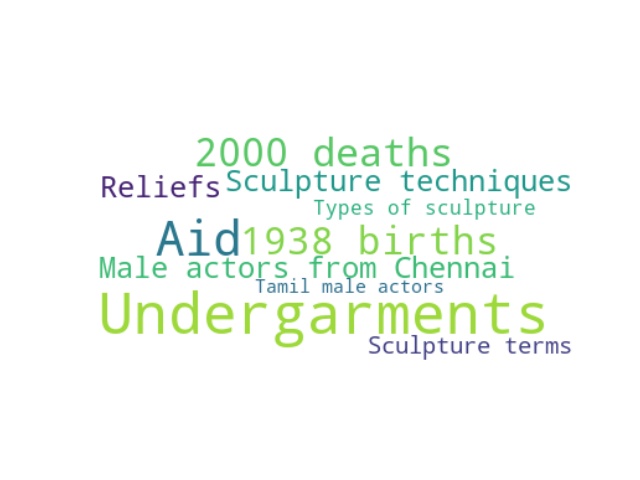 2000 deaths
Reliefs Sculpture techniques
Types of sculpture
Aid 1938 births
Male actors from Chennai
Tamil male actors
Undergarments
Sculpture terms